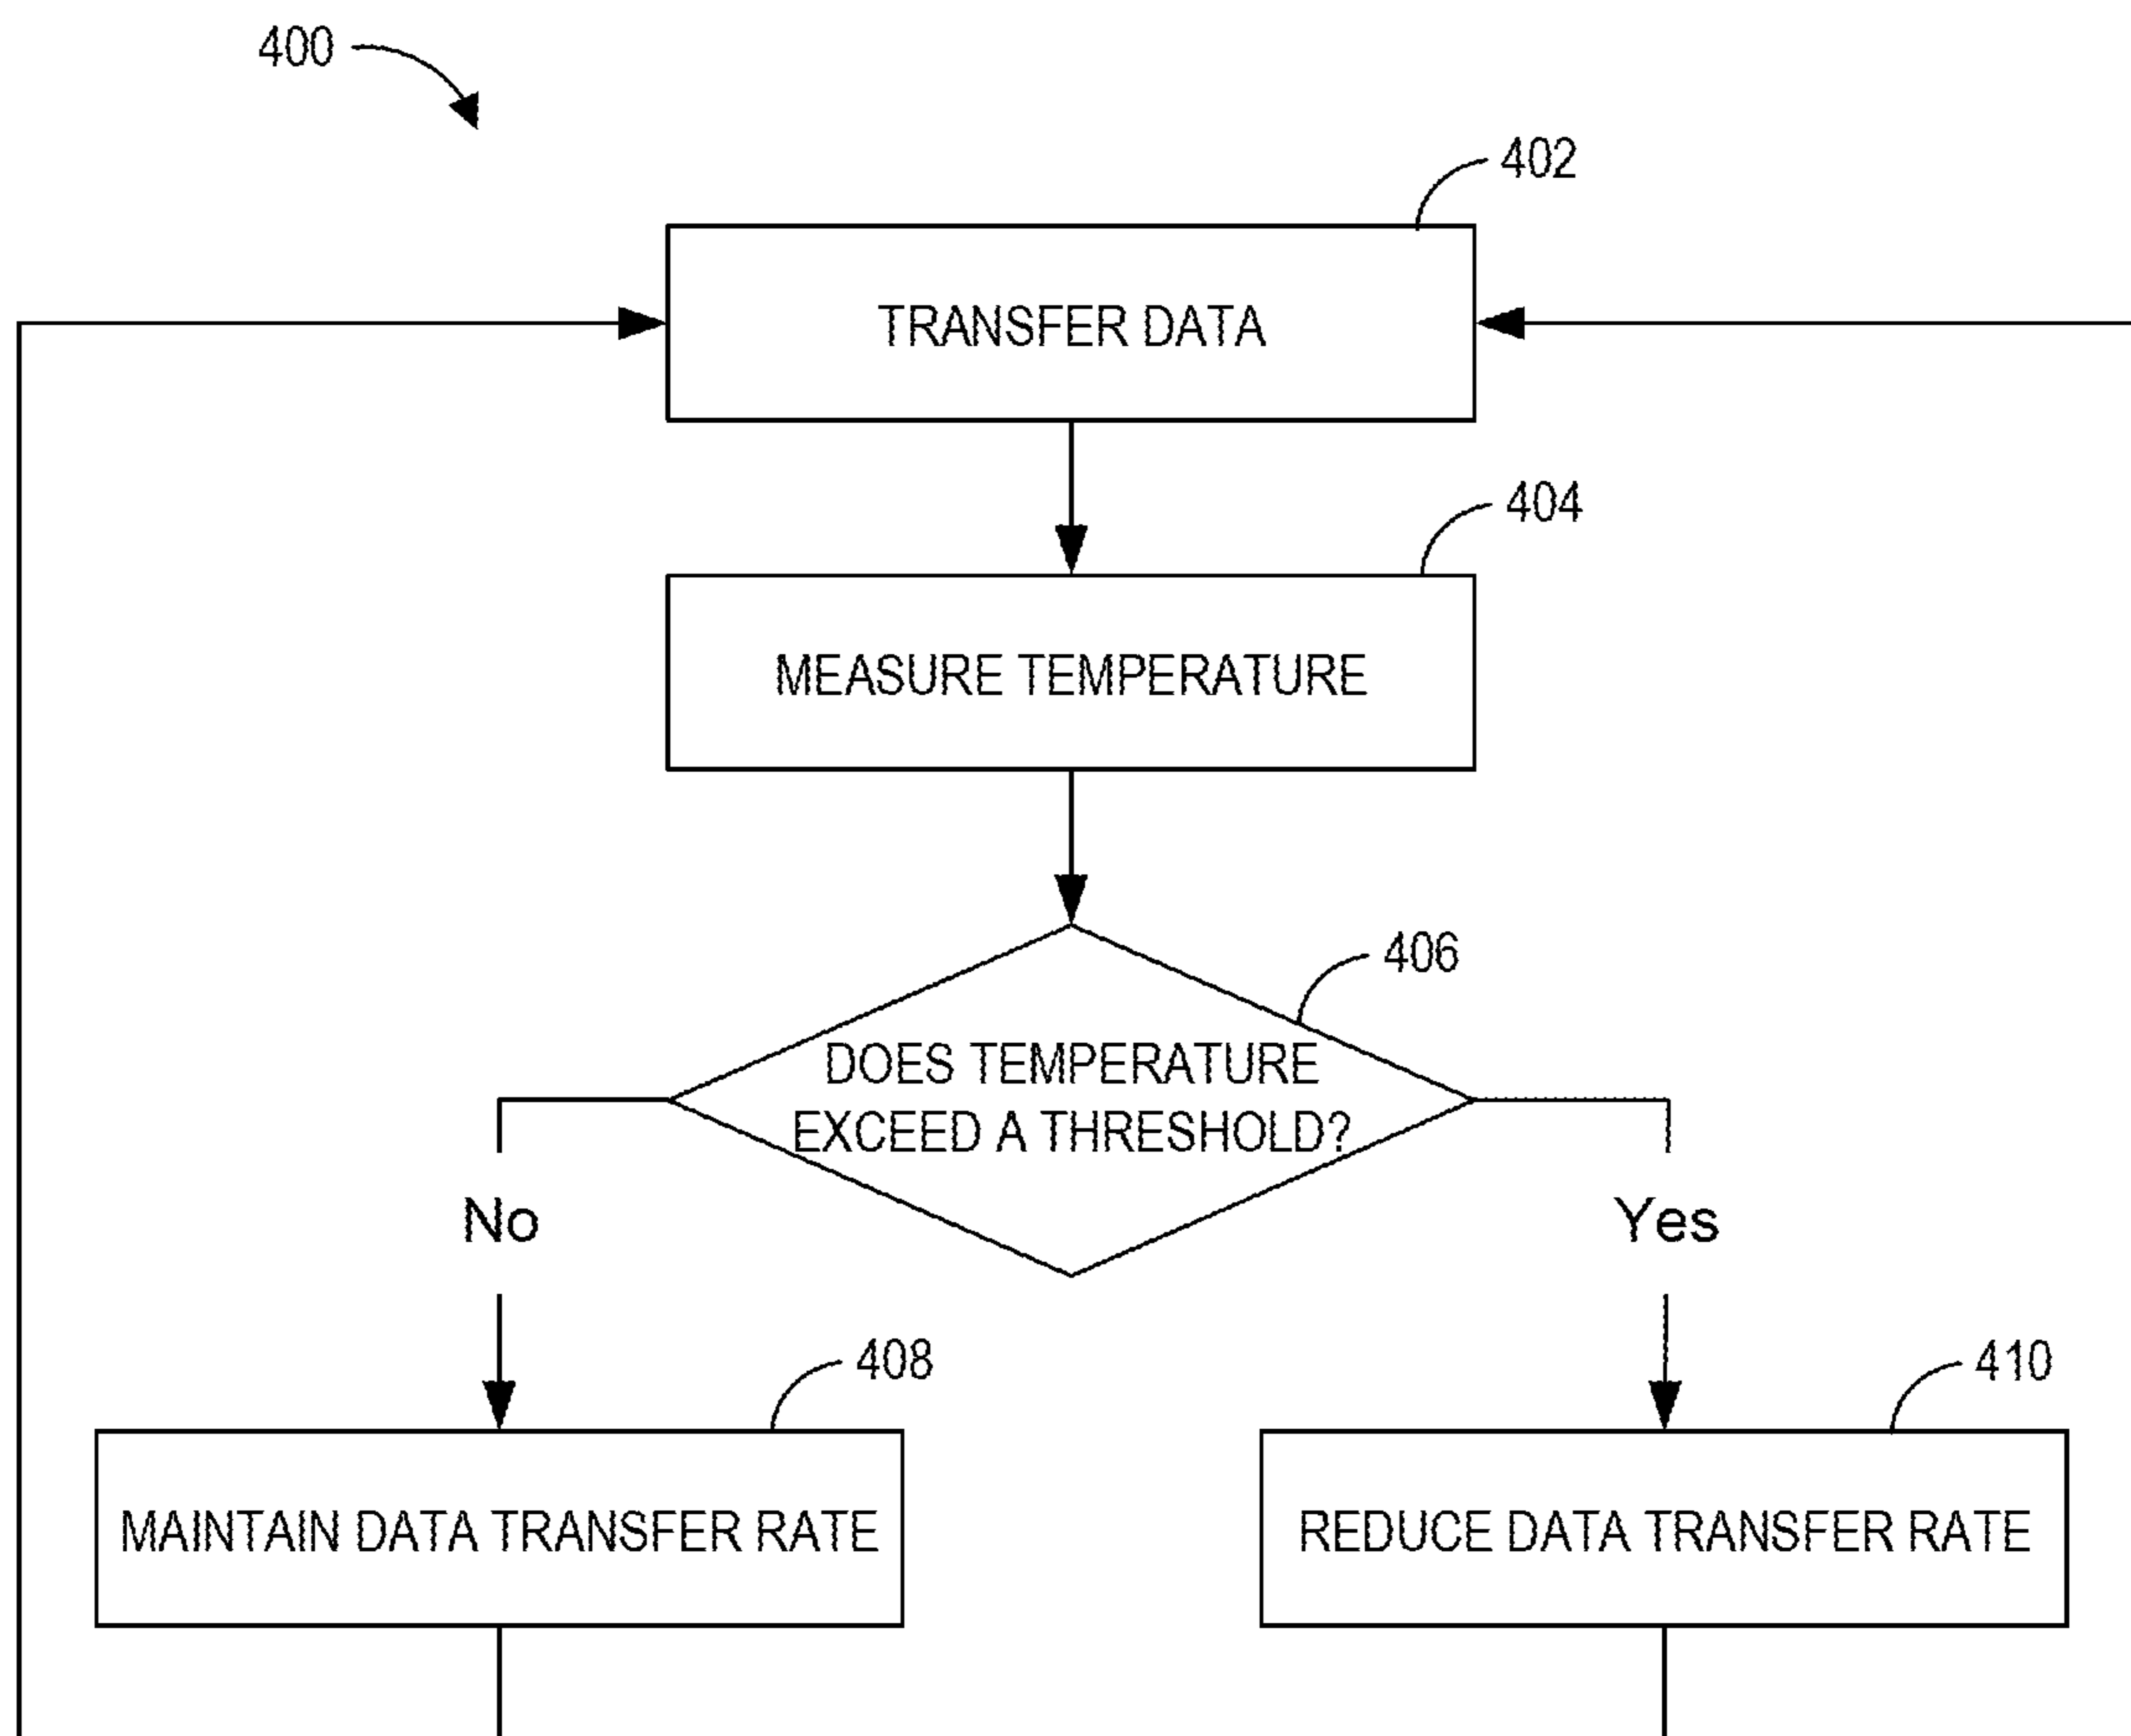 400
402
TRANSFER DATA
404
MEASURE TEMPERATURE
406
DOES TEMPERATURE
EXCEED A THRESHOLD?
No
Yes
408
410
MAINTAIN DATA TRANSFER RATE
REDUCE DATA TRANSFER RATE